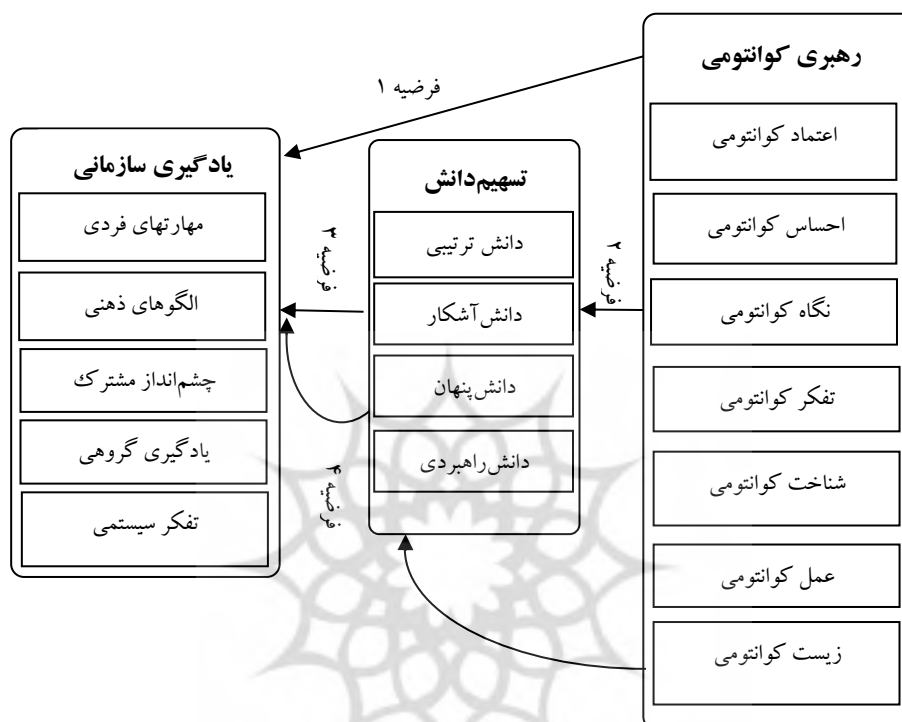 رهبری کوانتومی
اعتماد کوانتومی
احساس کوانتومی
نگاه کوانتومی
تفکر کوانتومی
شناخت کوانتومی
عمل کوانتومی
زیست کوانتومی
فرضیه ۱
فرضیه ۲
تسهیم‌دانش
دانش ترتیبی
دانش‌آشکار
دانش‌پنهان
دانش‌راهبردی
فرضیه ۳
فرضیه ۴
یادگیری سازمانی
مهارتهای فردی
الگوهای ذهنی
چشم‌انداز مشترک
یادگیری گروهی
تفکر سیستمی